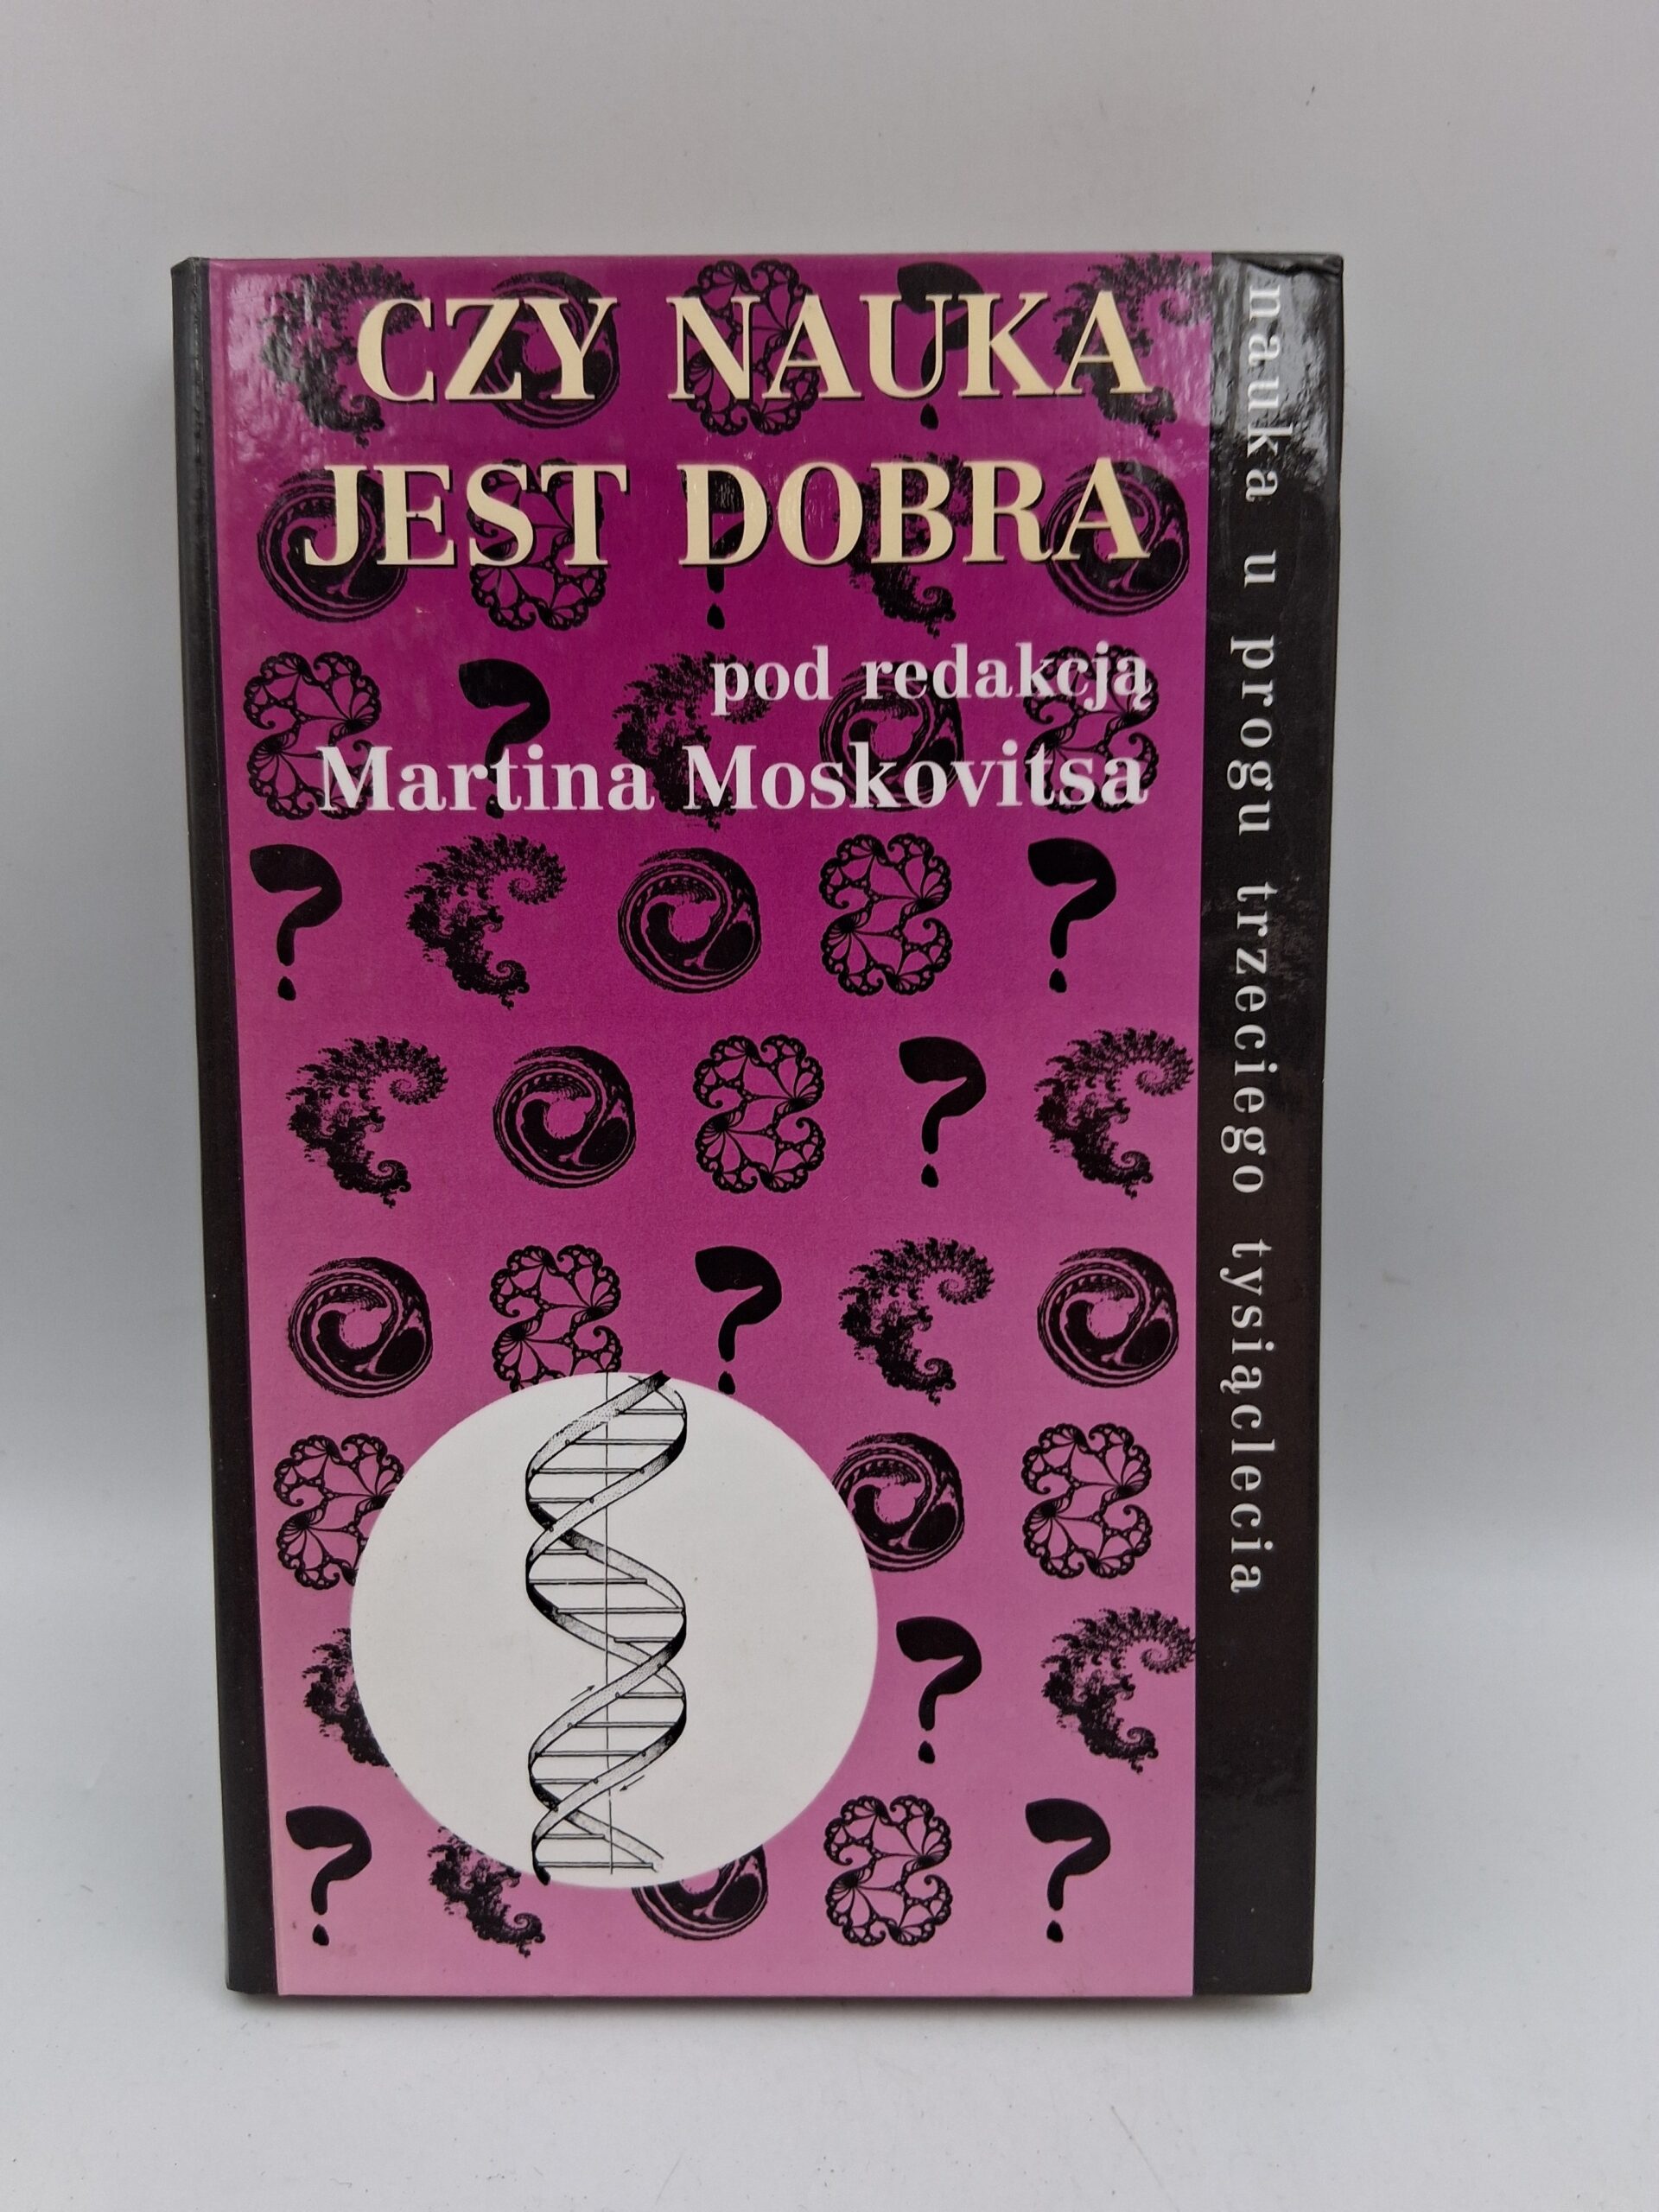 CZY NAUKA
JEST DOBRA
pod redakcją
Martina Moskovitsa
nauka u progu trzeciego tysiąclecia